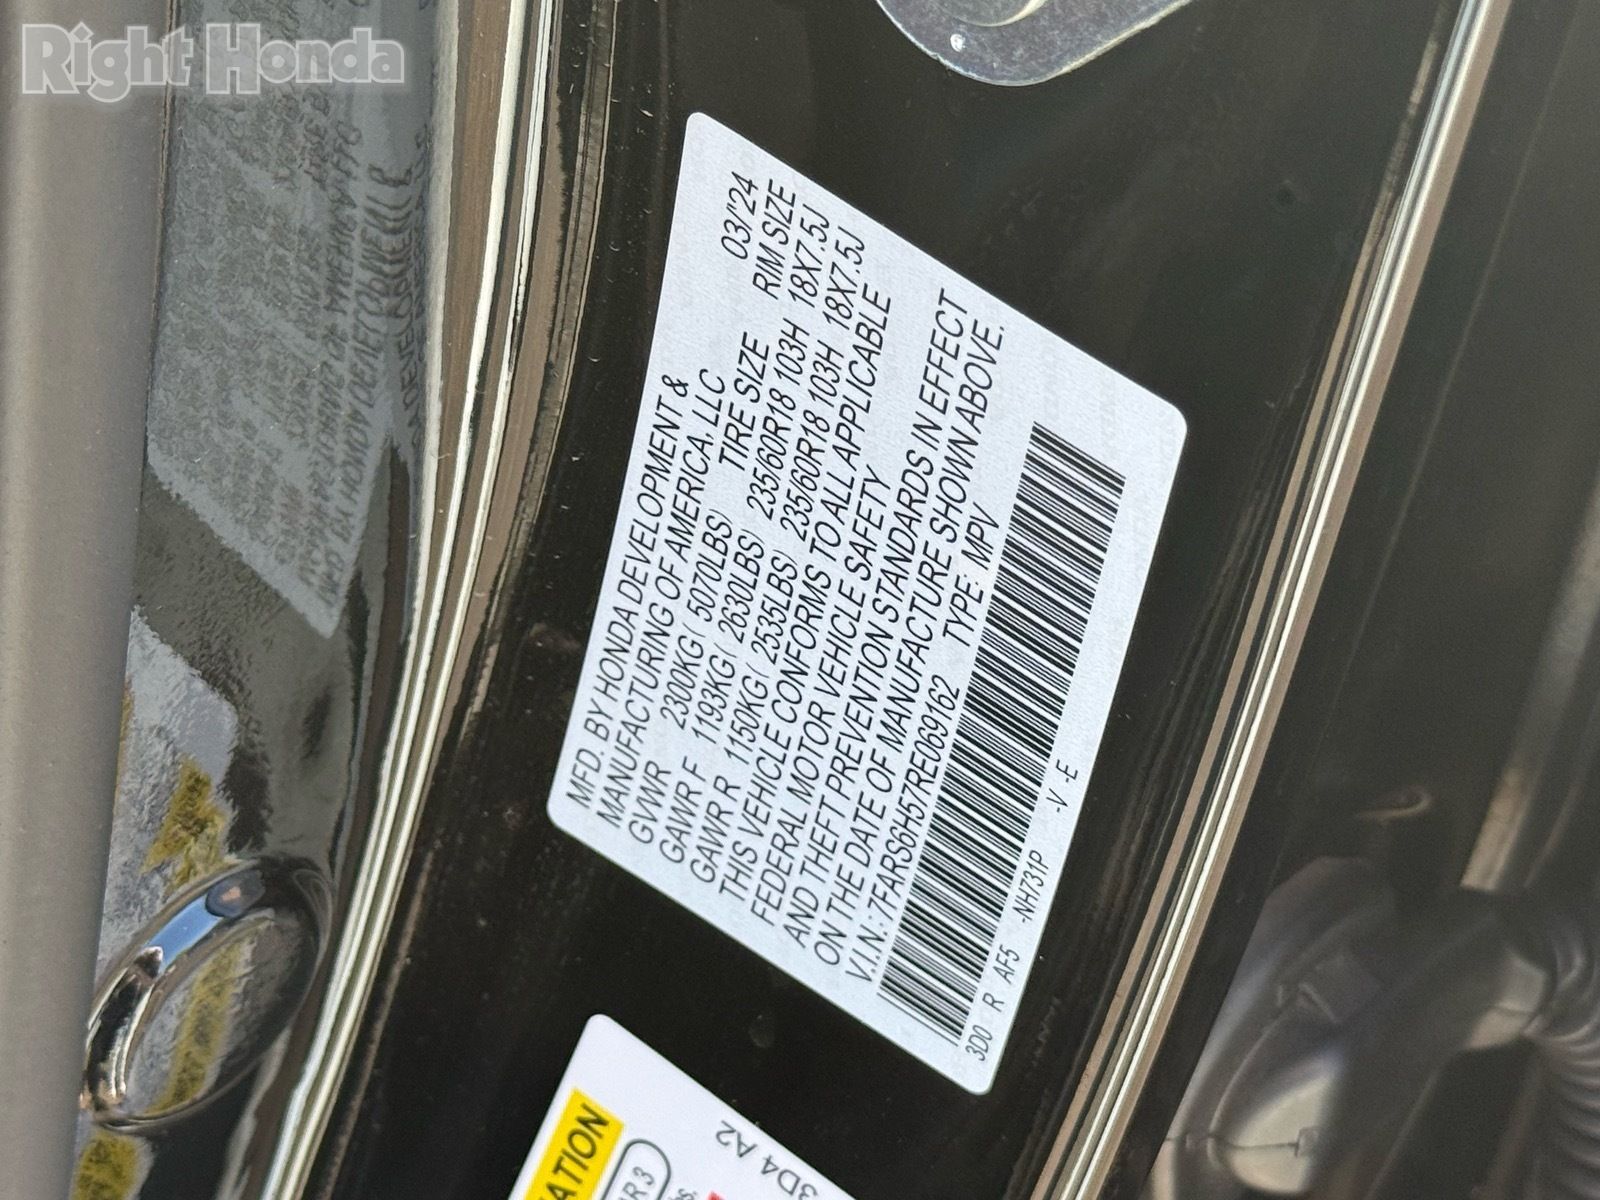 Right Honda
MFD. BY HONDA DEVELOPMENT &
MANUFACTURING OF AMERICA, LLC 03/'24
GVWR 2300KG( 5070LBS) TIRE SIZE RIM SIZE
GAWR F 1193KG( 2630LBS) 235/60R18 103H 18X7.5J
GAWR R 1150KG( 2535LBS) 235/60R18 103H 18X7.5J
THIS VEHICLE CONFORMS TO ALL APPLICABLE
FEDERAL MOTOR VEHICLE SAFETY
AND THEFT PREVENTION STANDARDS IN EFFECT
ON THE DATE OF MANUFACTURE SHOWN ABOVE.
V.I.N.: 7FARS6H57RE069162 TYPE: MPV
3D0 R AF5 -NH731P -V -E
3D4 A2